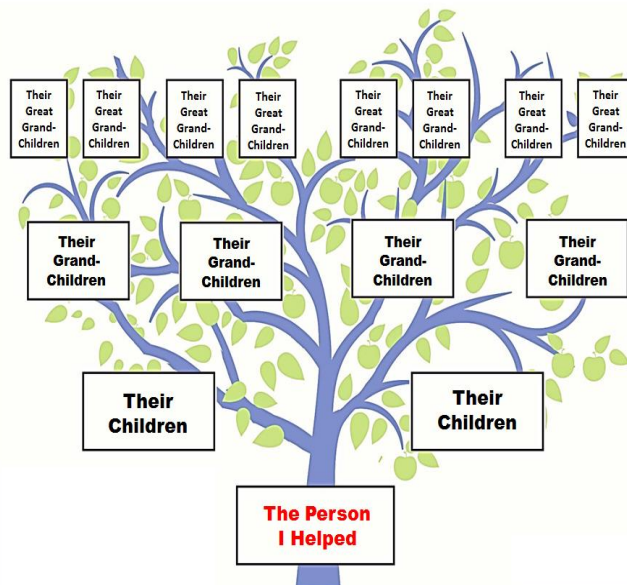 Their
Great
Grand-
Children
Their
Great
Grand-
Children
Their
Great
Grand-
Children
Their
Great
Grand-
Children
Their
Great
Grand-
Children
Their
Great
Grand-
Children
Their
Great
Grand-
Children
Their
Great
Grand-
Children
Their
Grand-
Children
Their
Grand-
Children
Their
Grand-
Children
Their
Grand-
Children
Their
Children
Their
Children
The Person
I Helped